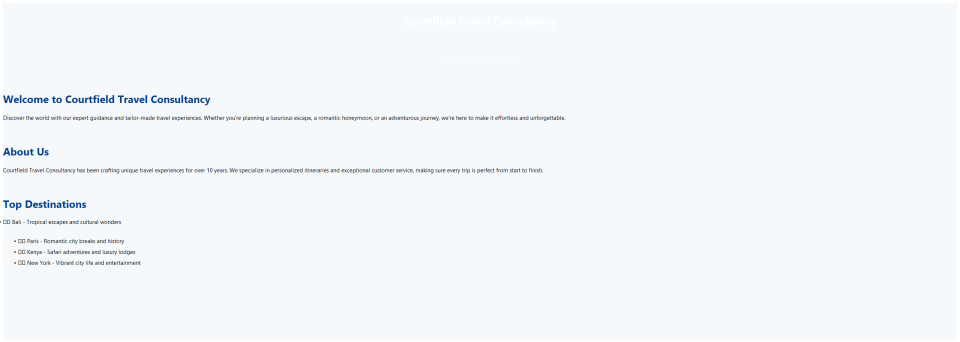 Courtfield Travel Consultancy
Welcome to Courtfield Travel Consultancy
Discover the world with our expert guidance and tailor-made travel experiences. Whether you're planning a luxurious escape, a romantic honeymoon, or an adventurous journey, we're here to make it effortless and unforgettable.
About Us
Courtfield Travel Consultancy has been crafting unique travel experiences for over 10 years. We specialize in personalized itineraries and exceptional customer service, making sure every trip is perfect from start to finish.
Top Destinations
• Bali - Tropical escapes and cultural wonders
• Paris - Romantic city breaks and history
• Kenya - Safari adventures and luxury lodges
• New York - Vibrant city life and entertainment